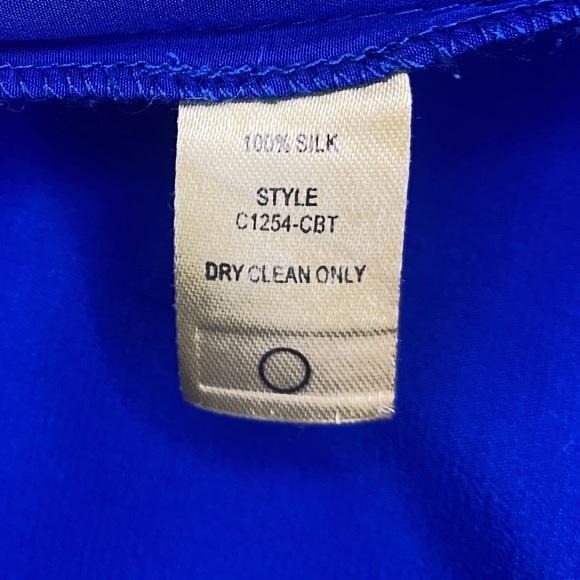 100% SILK
STYLE
C1254-CBT
DRY CLEAN ONLY